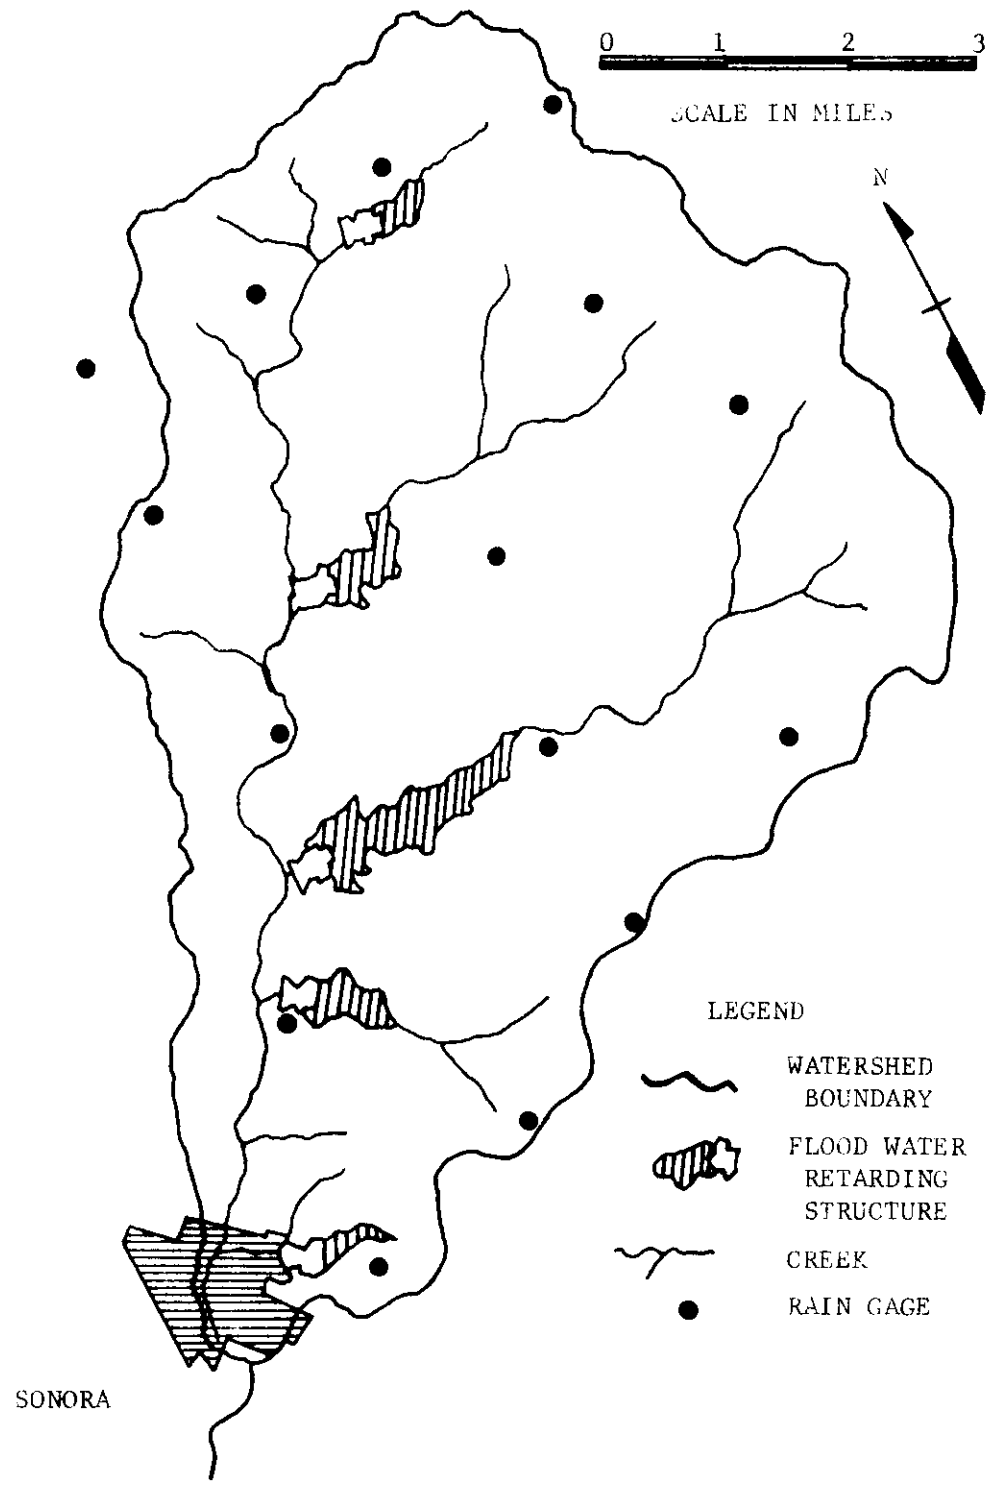 0 1 2 3
SCALE IN MILES
N
LEGEND
WATERSHED
BOUNDARY
FLOOD WATER
RETARDING
STRUCTURE
CREEK
RAIN GAGE
SONORA